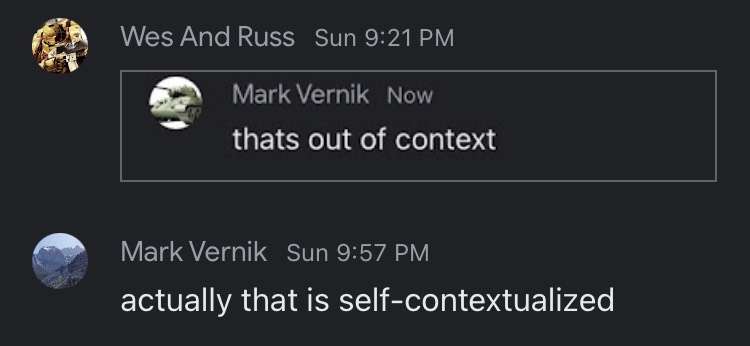 Wes And Russ Sun 9:21 PM
Mark Vernik Now
thats out of context
Mark Vernik Sun 9:57 PM
actually that is self-contextualized